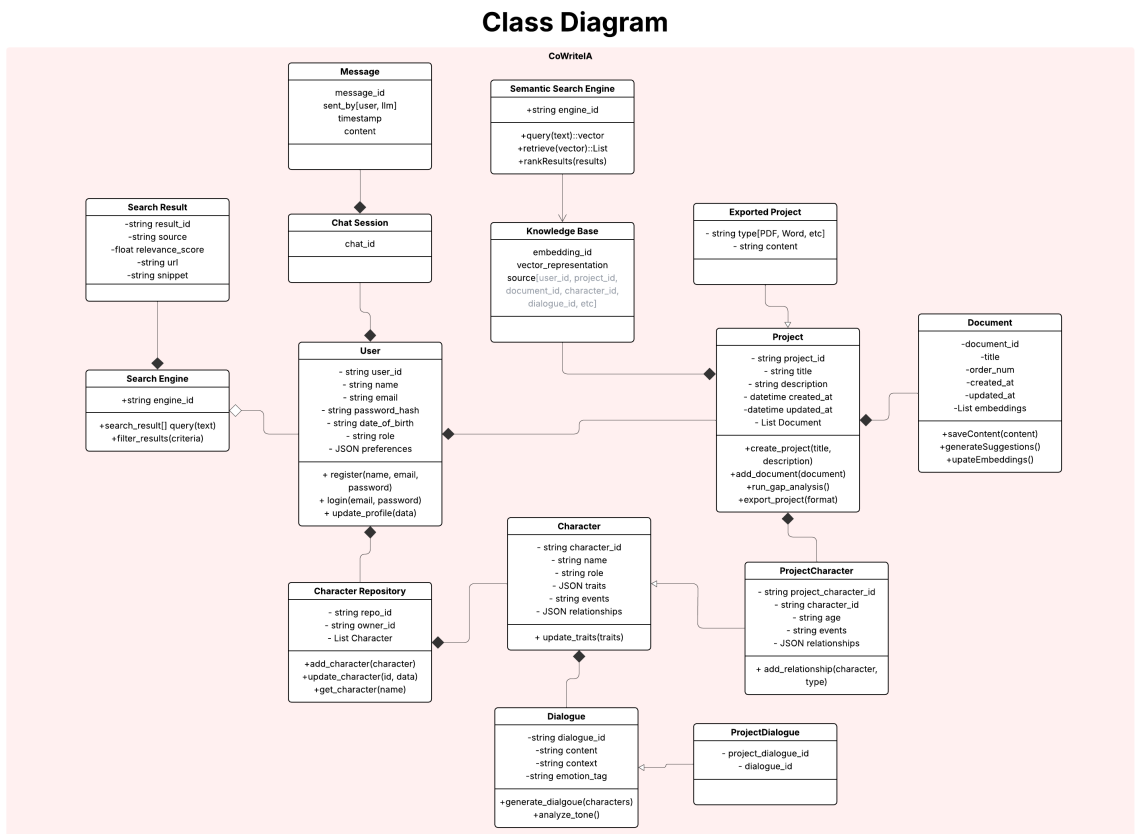 Class Diagram
CoWriteIA
Message
message_id
sent_by[user, llm]
timestamp
content
Semantic Search Engine
+string engine_id
+query(text)::vector
+retrieve(vector)::List
+rankResults(results)
Search Result
-string result_id
-string source
-float relevance_score
-string url
-string snippet
Chat Session
chat_id
Knowledge Base
embedding_id
vector_representation
source[user_id, project_id,
document_id, character_id,
dialogue_id, etc]
Exported Project
- string type[PDF, Word, etc]
- string content
Search Engine
+string engine_id
+search_result[] query(text)
+filter_results(criteria)
User
- string user_id
- string name
- string email
- string password_hash
- string date_of_birth
- string role
- JSON preferences
+ register(name, email,
password)
+ login(email, password)
+ update_profile(data)
Project
- string project_id
- string title
- string description
- datetime created_at
-datetime updated_at
- List Document
+create_project(title,
description)
+add_document(document)
+run_gap_analysis()
+export_project(format)
Document
-document_id
-title
-order_num
-created_at
-updated_at
-List embeddings
+saveContent(content)
+generateSuggestions()
+upateEmbeddings()
Character Repository
- string repo_id
- string owner_id
- List Character
+add_character(character)
+update_character(id, data)
+get_character(name)
Character
- string character_id
- string name
- string role
- JSON traits
- string events
- JSON relationships
+ update_traits(traits)
ProjectCharacter
- string project_character_id
- string character_id
- string age
- string events
- JSON relationships
+ add_relationship(character,
type)
Dialogue
-string dialogue_id
-string content
-string context
-string emotion_tag
+generate_dialgoue(characters)
+analyze_tone()
ProjectDialogue
- project_dialogue_id
- dialogue_id